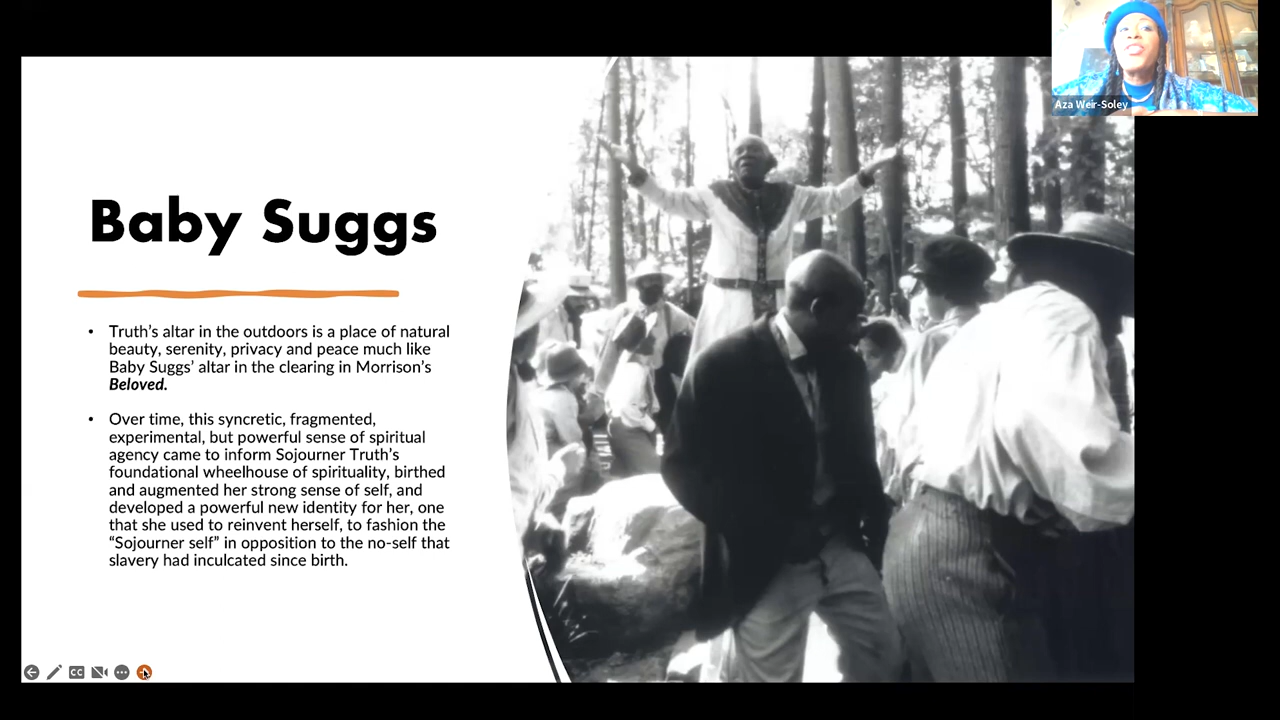 Aza Weir-Soley
Baby Suggs
• Truth’s altar in the outdoors is a place of natural
beauty, serenity, privacy and peace much like
Baby Suggs’ altar in the clearing in Morrison’s
Beloved.
• Over time, this syncretic, fragmented,
experimental, but powerful sense of spiritual
agency came to inform Sojourner Truth’s
foundational wheelhouse of spirituality, birthed
and augmented her strong sense of self, and
developed a powerful new identity for her, one
that she used to reinvent herself, to fashion the
“Sojourner self” in opposition to the no-self that
slavery had inculcated since birth.
CC